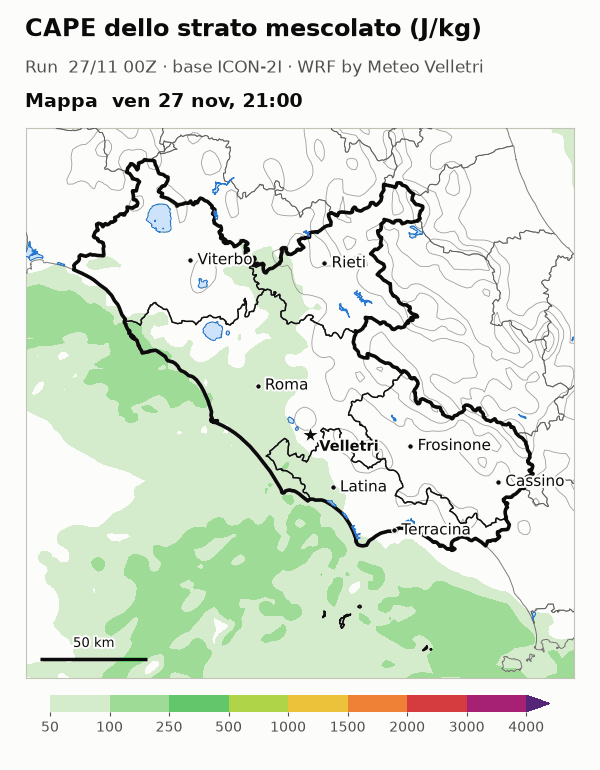 CAPE dello strato mescolato (J/kg)
Run  27/11 00Z · base ICON-2I · WRF by Meteo Velletri
Mappa  ven 27 nov, 21:00
Viterbo
Rieti
Roma
Velletri
Frosinone
Cassino
Latina
Terracina
50 km
50 100 250 500 1000 1500 2000 3000 4000